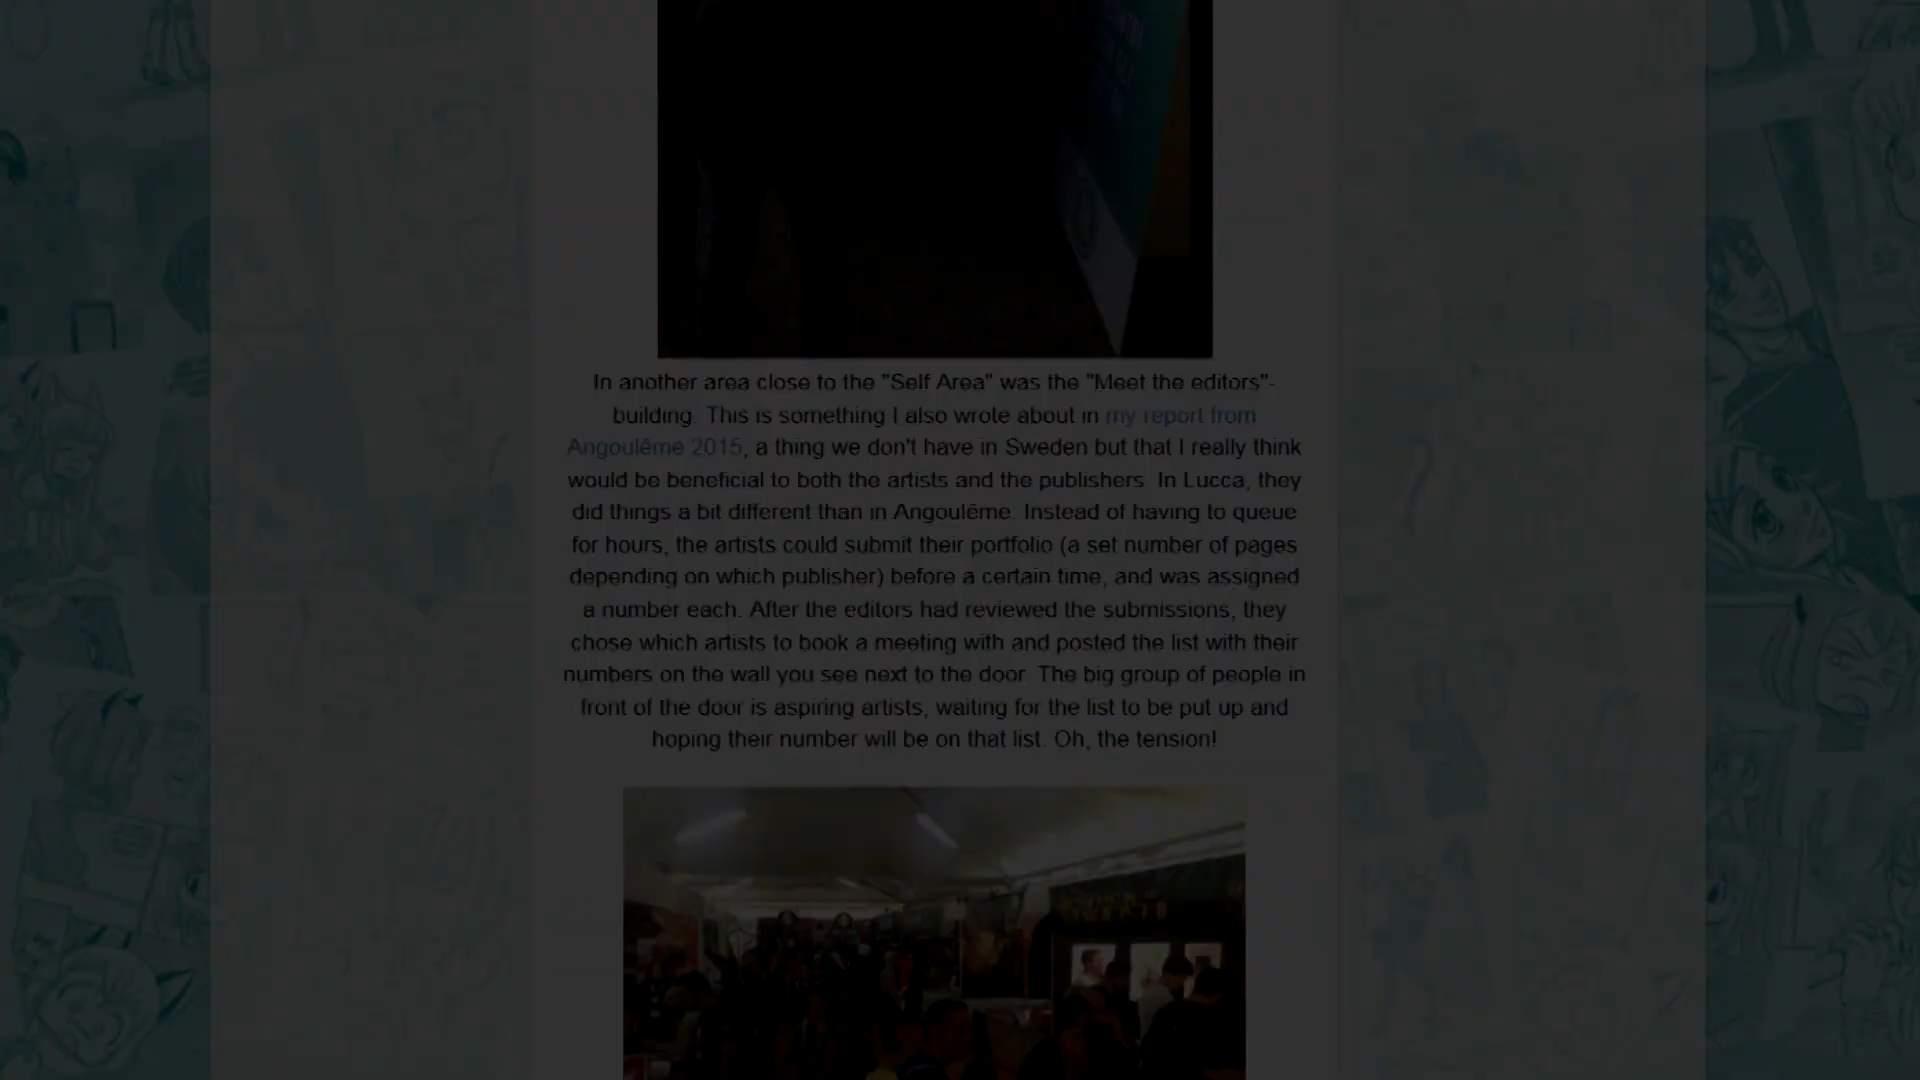 In another area close to the "Self Area" was the "Meet the editors"-
building. This is something I also wrote about in my report from
Angoulême 2015, a thing we don't have in Sweden but that I really think
would be beneficial to both the artists and the publishers. In Lucca, they
did things a bit different than in Angoulême. Instead of having to queue
for hours, the artists could submit their portfolio (a set number of pages
depending on which publisher) before a certain time, and was assigned
a number each. After the editors had reviewed the submissions, they
chose which artists to book a meeting with and posted the list with their
numbers on the wall you see next to the door. The big group of people in
front of the door is aspiring artists, waiting for the list to be put up and
hoping their number will be on that list. Oh, the tension!